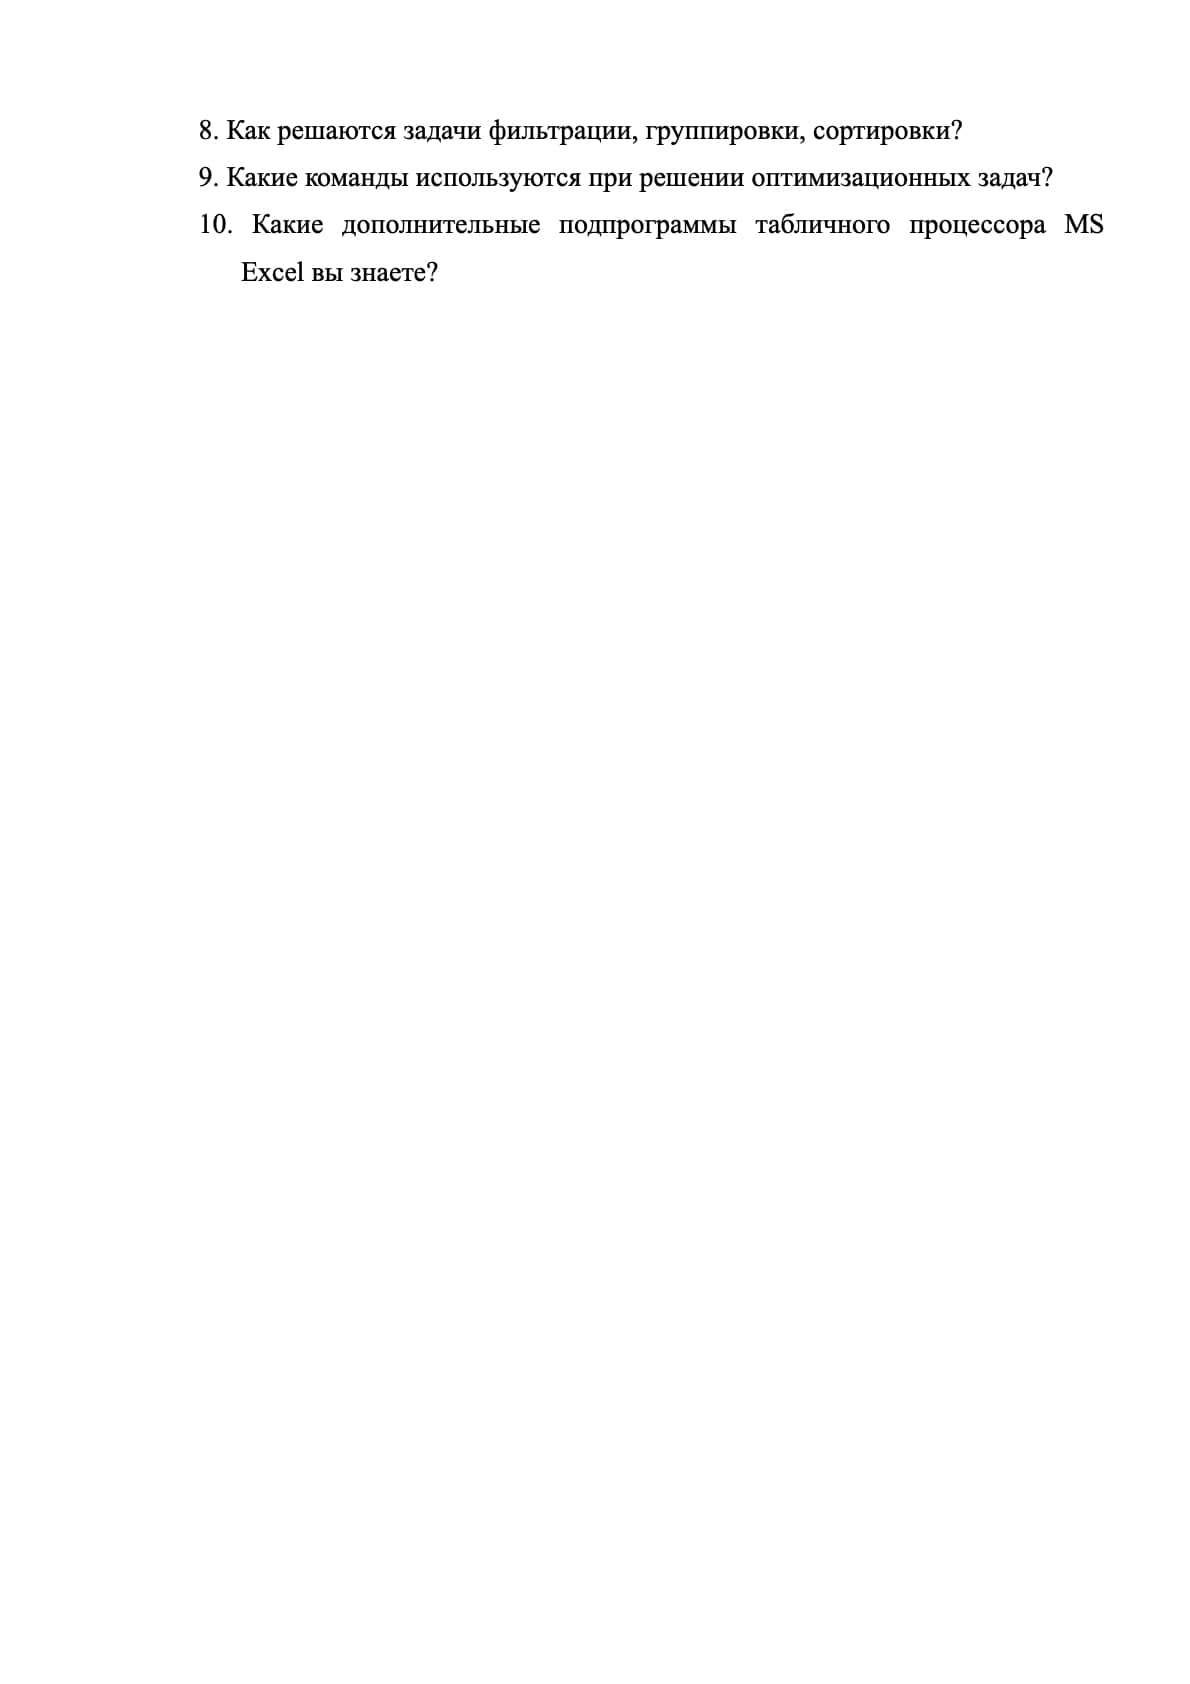 8. Как решаются задачи фильтрации, группировки, сортировки?
9. Какие команды используются при решении оптимизационных задач?
10. Какие дополнительные подпрограммы табличного процессора MS
Excel вы знаете?